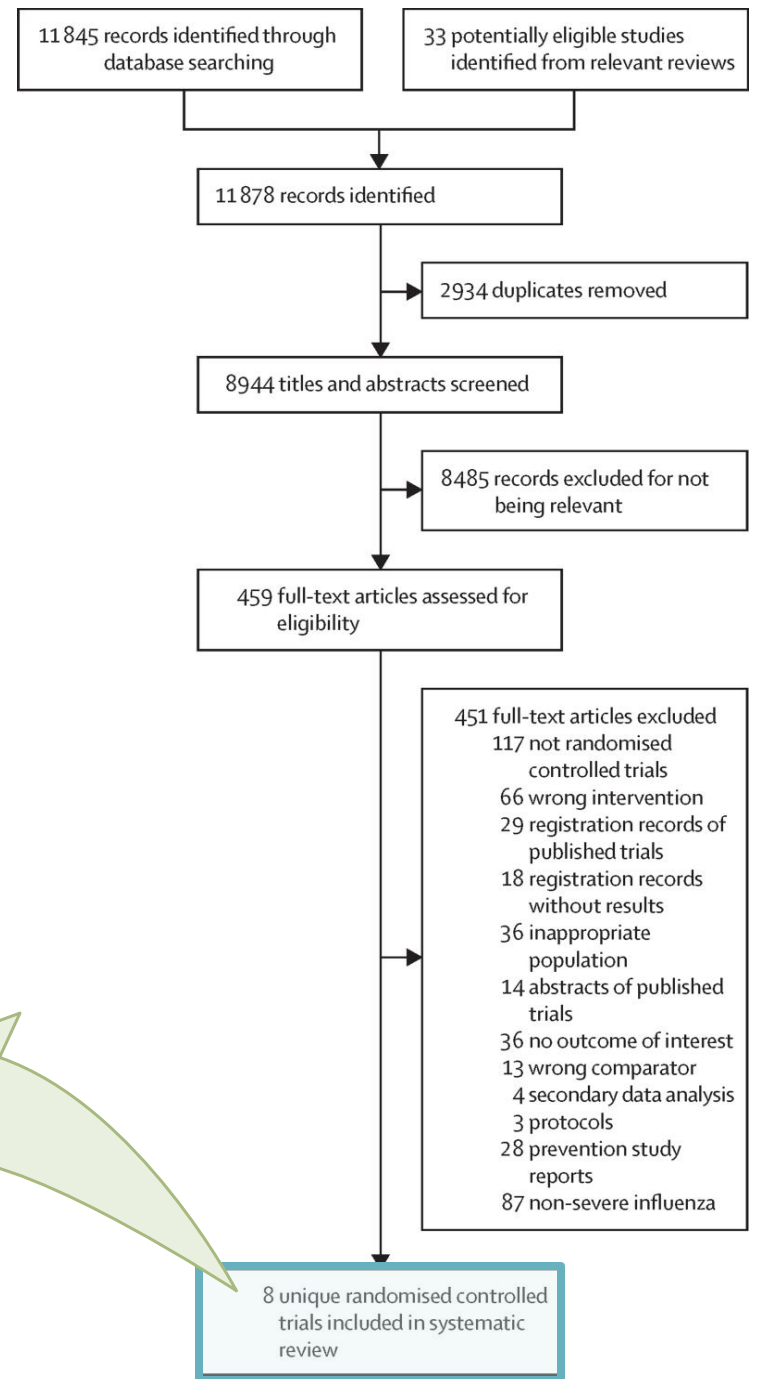 11 845 records identified through
database searching
33 potentially eligible studies
identified from relevant reviews
11 878 records identified
2934 duplicates removed
8944 titles and abstracts screened
8485 records excluded for not
being relevant
459 full-text articles assessed for
eligibility
451 full-text articles excluded
117 not randomised
controlled trials
66 wrong intervention
29 registration records of
published trials
18 registration records
without results
36 inappropriate
population
14 abstracts of published
trials
36 no outcome of interest
13 wrong comparator
4 secondary data analysis
3 protocols
28 prevention study
reports
87 non-severe influenza
8 unique randomised controlled
trials included in systematic
review